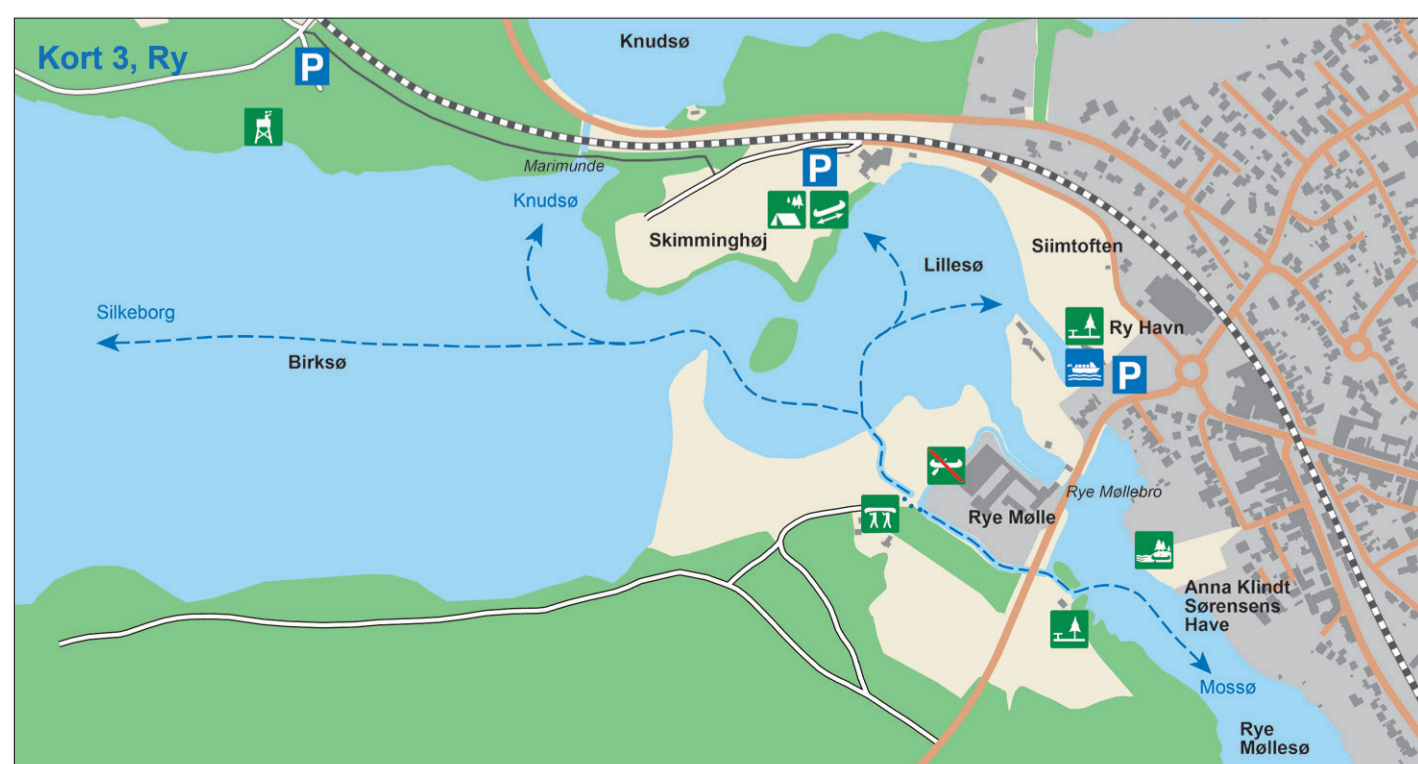 Kort 3, Ry
P
Knudsø
Marimunde
P
Knudsø
Skimminghøj
Siimtoften
Lillesø
Silkeborg
Birksø
Ry Havn
P
Rye Møllebro
Rye Mølle
Anna Klindt
Sørensens
Have
Mossø
Rye
Møllesø